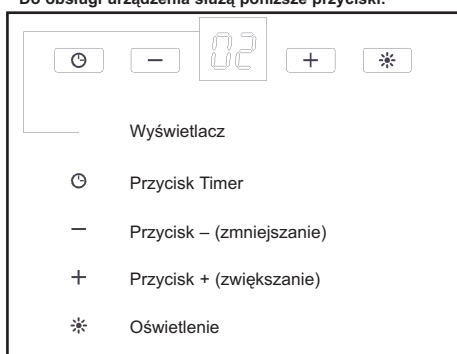 Do obsługi urządzenia służą poniższe przyciski:
− 02 +
Wyświetlacz
Przycisk Timer
− Przycisk – (zmniejszanie)
+ Przycisk + (zwiększanie)
Oświetlenie